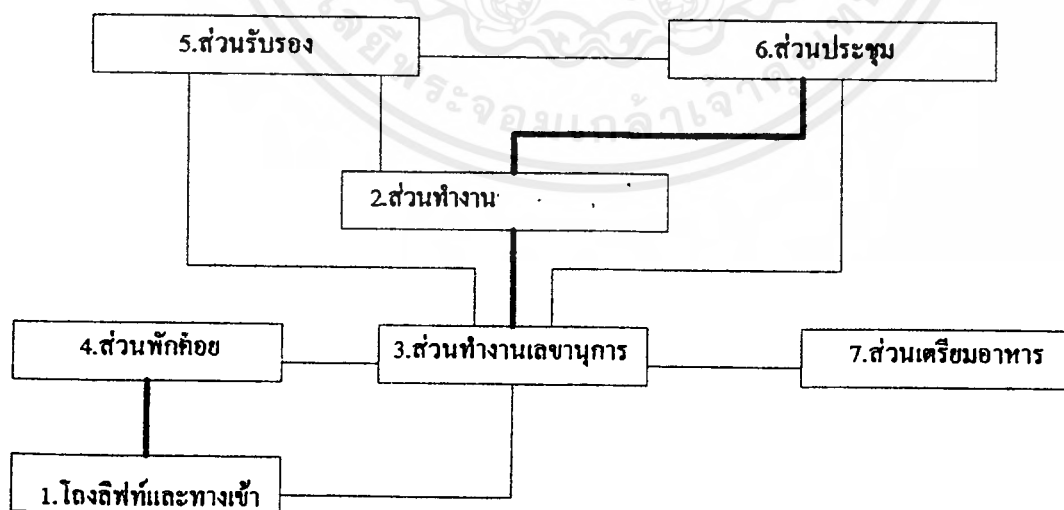 5.ส่วนรับรอง
6.ส่วนประชุม
2.ส่วนทำงาน
4.ส่วนพักคอย
3.ส่วนทำงานเลขานุการ
7.ส่วนเตรียมอาหาร
1.โถงลิฟท์และทางเข้า